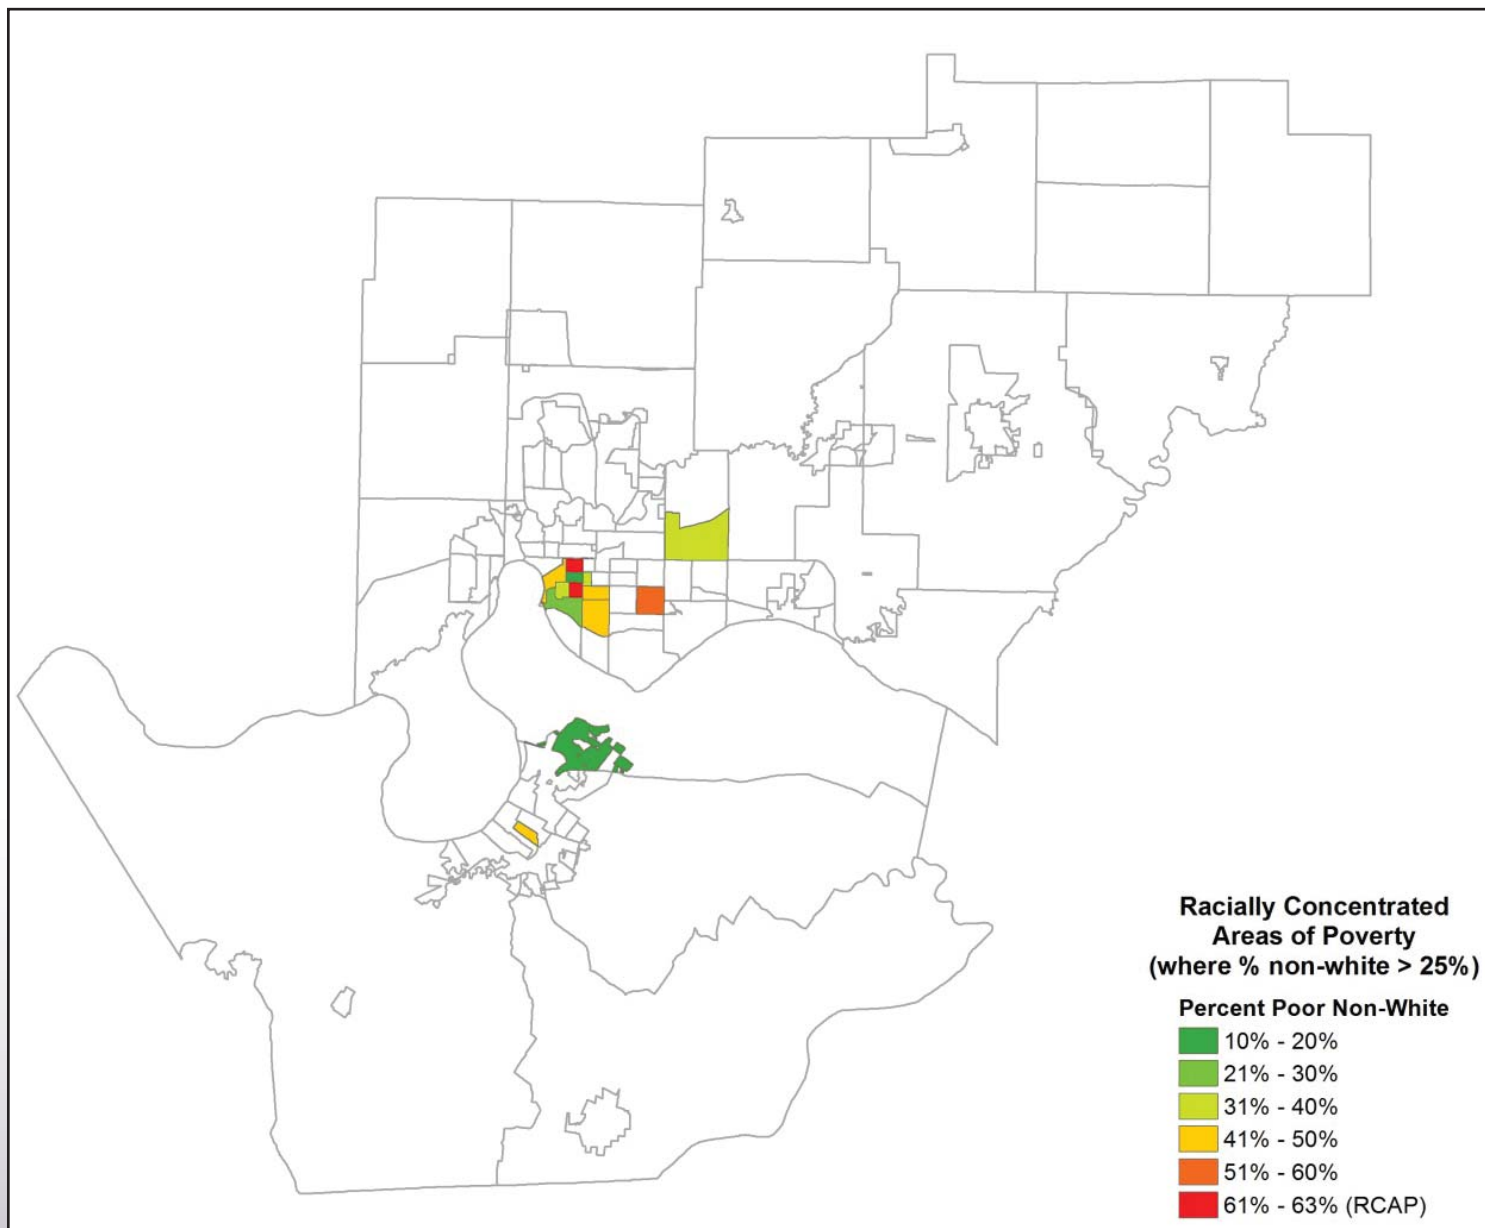 Racially Concentrated
Areas of Poverty
(where % non-white > 25%)
Percent Poor Non-White
10% - 20%
21% - 30%
31% - 40%
41% - 50%
51% - 60%
61% - 63% (RCAP)